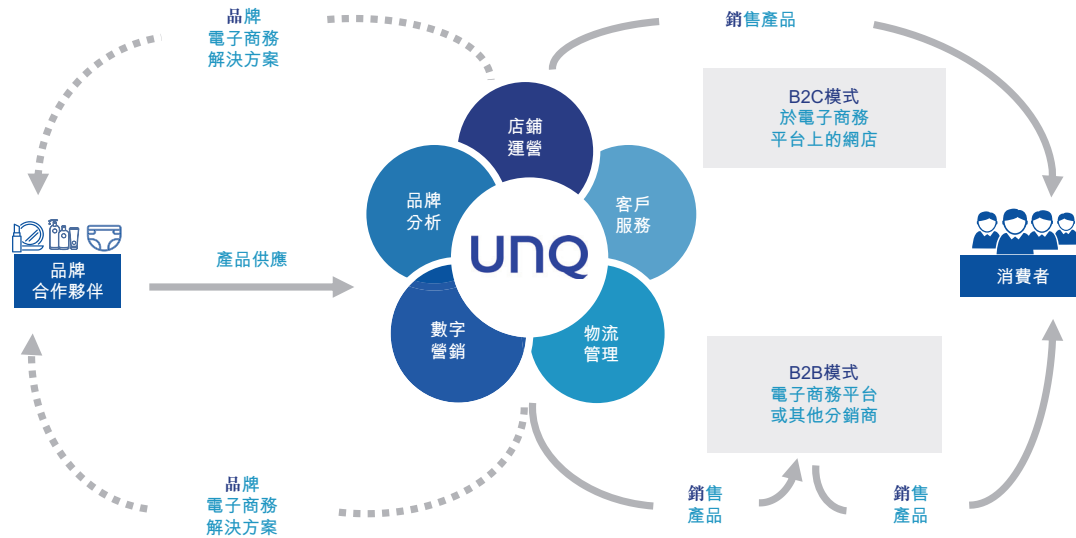 品牌
電子商務
解決方案
銷售產品
B2C模式
於電子商務
平台上的網店
店鋪
運營
品牌
分析
客戶
服務
UNQ
品牌
合作夥伴
產品供應
消費者
數字
營銷
物流
管理
B2B模式
電子商務平台
或其他分銷商
品牌
電子商務
解決方案
銷售
產品
銷售
產品